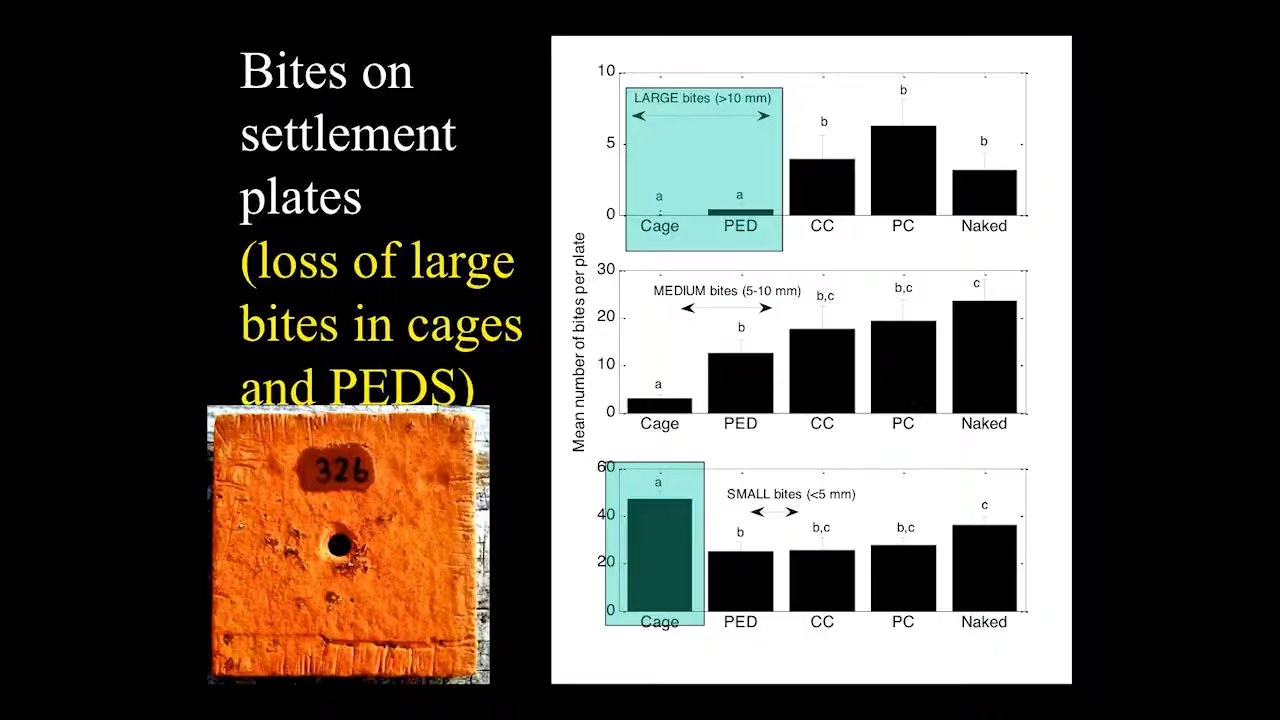 Bites on
settlement
plates
(loss of large
bites in cages
and PEDS)
326
Mean number of bites per plate
10
5
0
LARGE bites (>10 mm)
a a b b b
Cage PED CC PC Naked
30
20
10
0
MEDIUM bites (5-10 mm)
a b b,c b,c c
Cage PED CC PC Naked
60
40
20
0
SMALL bites (<5 mm)
a b b,c b,c c
Cage PED CC PC Naked